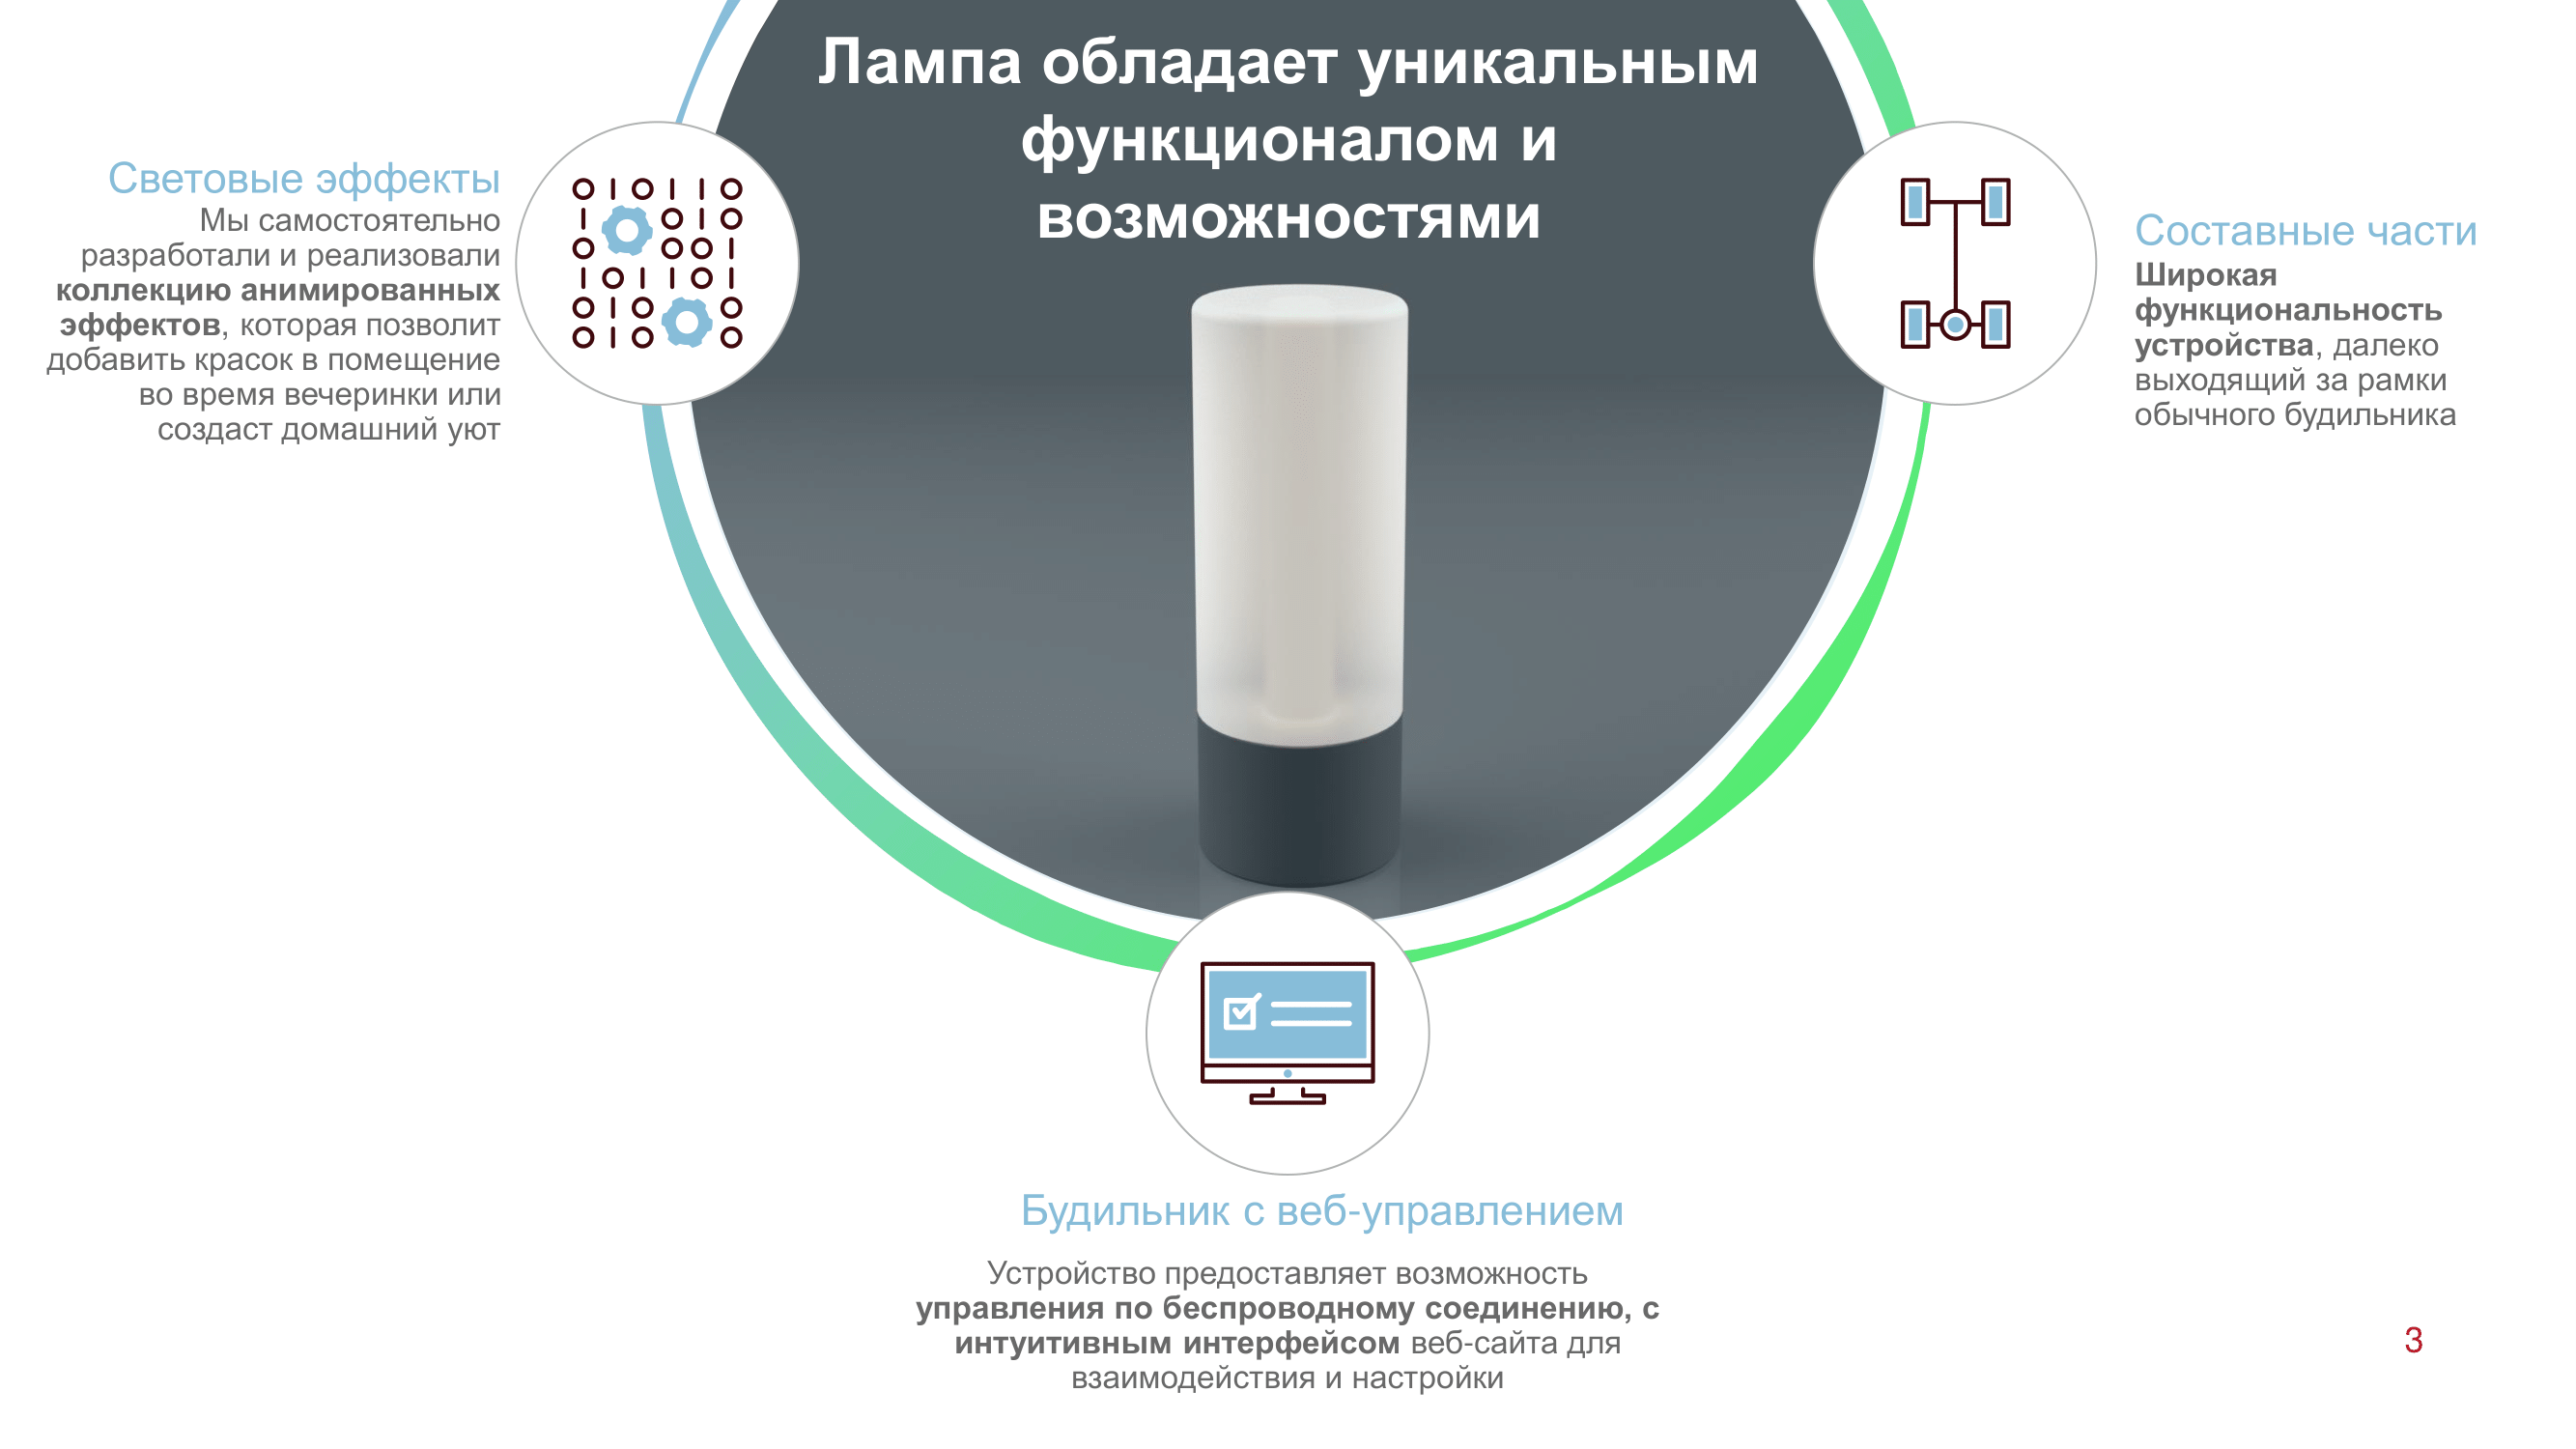 Лампа обладает уникальным
функционалом и
возможностями
Световые эффекты
Мы самостоятельно
разработали и реализовали
коллекцию анимированных
эффектов, которая позволит
добавить красок в помещение
во время вечеринки или
создаст домашний уют
Составные части
Широкая
функциональность
устройства, далеко
выходящий за рамки
обычного будильника
Будильник с веб-управлением
Устройство предоставляет возможность
управления по беспроводному соединению, с
интуитивным интерфейсом веб-сайта для
взаимодействия и настройки
3